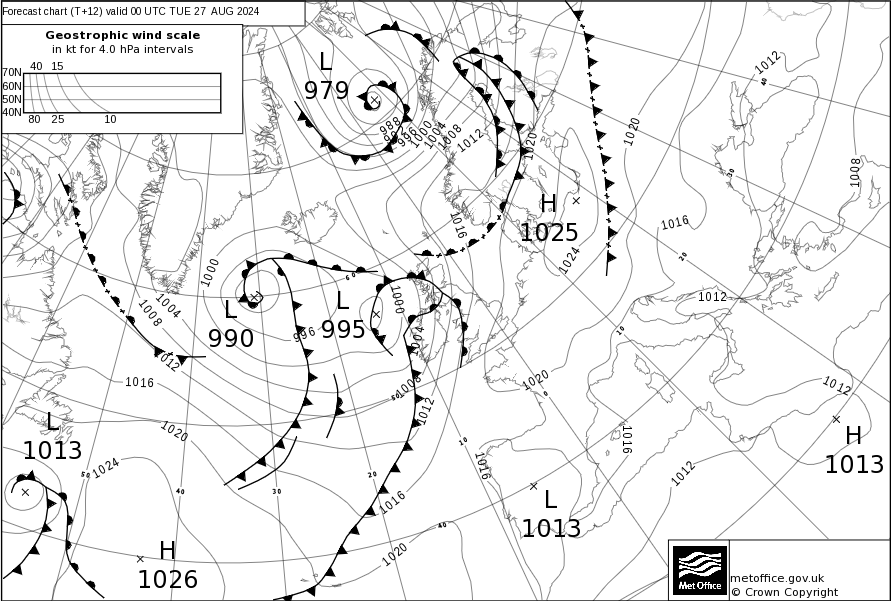 Forecast chart (T+12) valid 00 UTC TUE 27 AUG 2024
Geostrophic wind scale
in kt for 4.0 hPa intervals
40 15
70N
60N
50N
40N
80 25 10
L
979
988
996
1000
1004
1008
1012
1020
1012
40
1020
1008
30
H
1025
1016
1016
1024
20
1012
1000
60
L
990
L
995
1000
996
1004
1004
1008
1012
1016
10
1020
0
1008
50
1012
1012
L
1013
1020
1016
10
1016
1012
H
1013
1024
50
40
30
20
1016
40
L
1013
1020
H
1026
Met Office
metoffice.gov.uk
© Crown Copyright